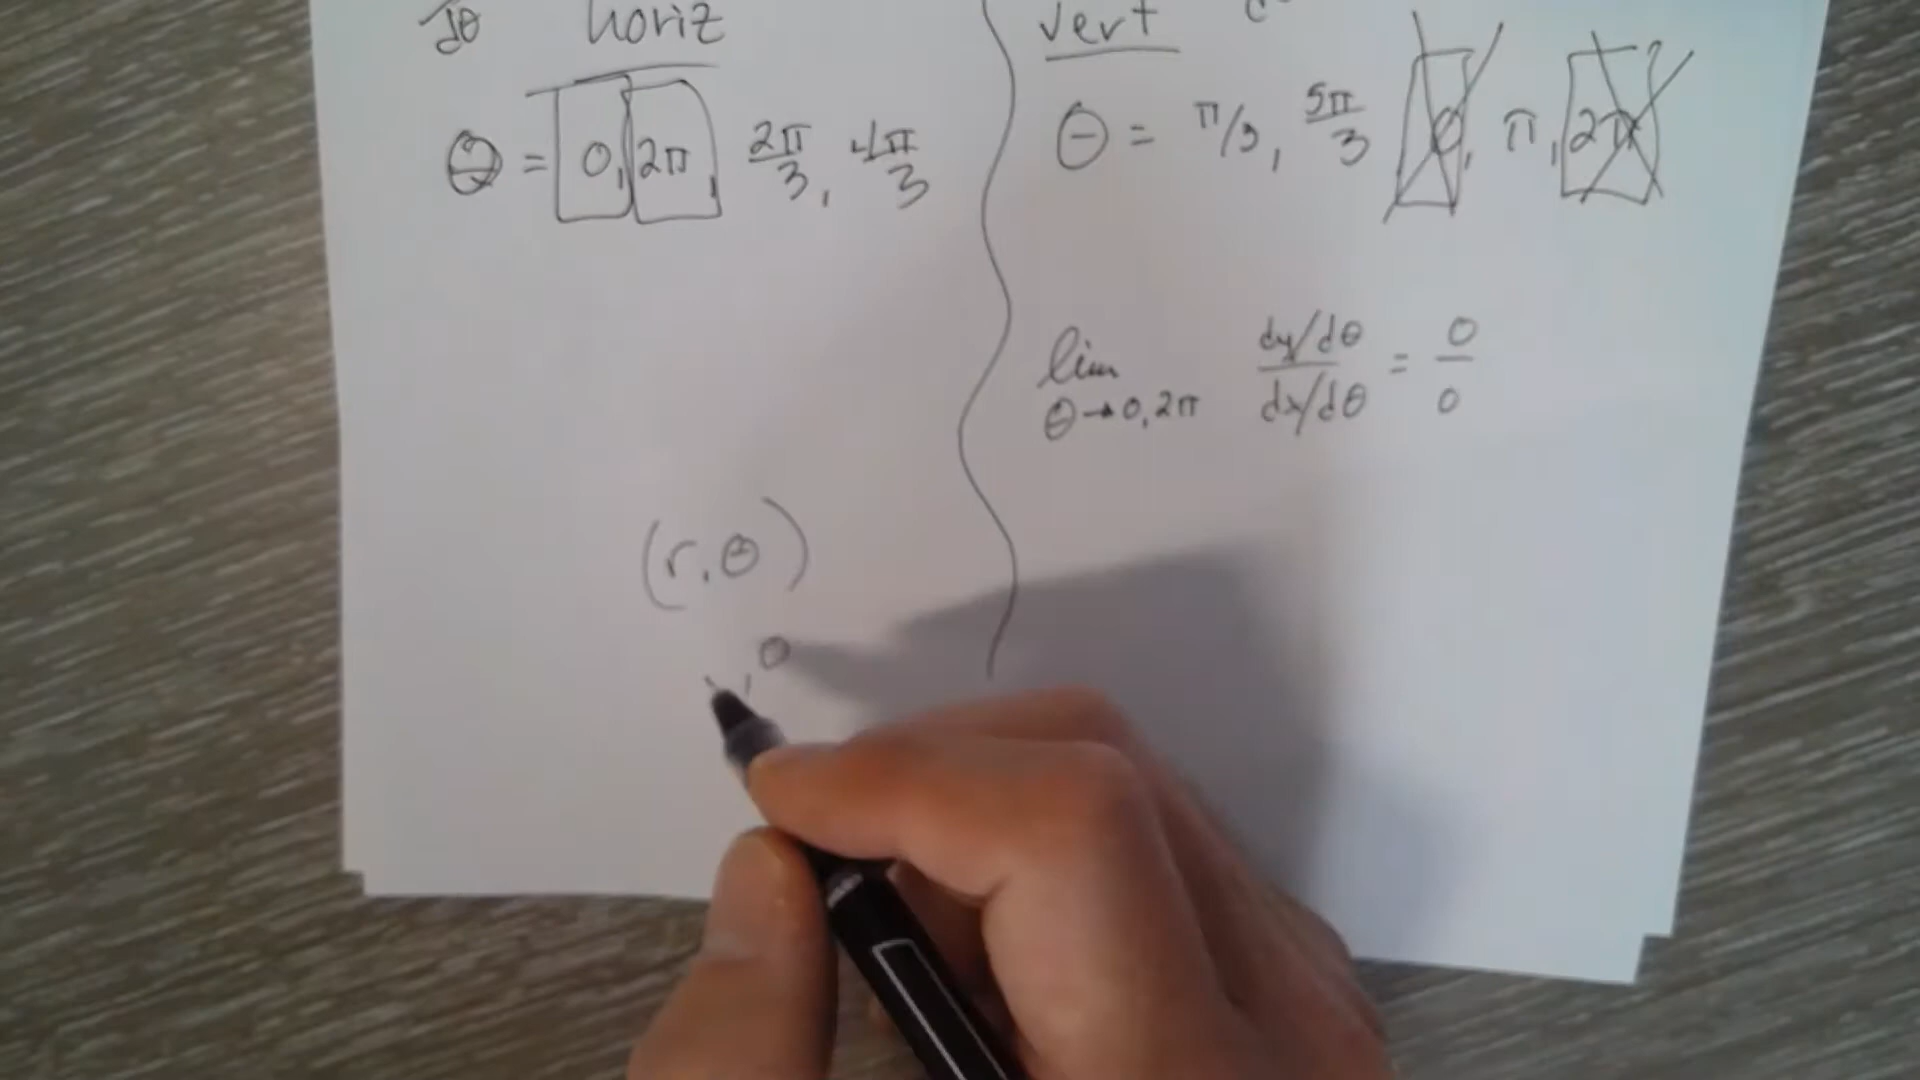 dθ horiz
θ = 0, 2π, 2π/3, 4π/3
vert
θ = π/3, 5π/3 0, π, 2π
lim θ→0,2π dy/dθ / dx/dθ = 0/0
(r, θ)
, 0